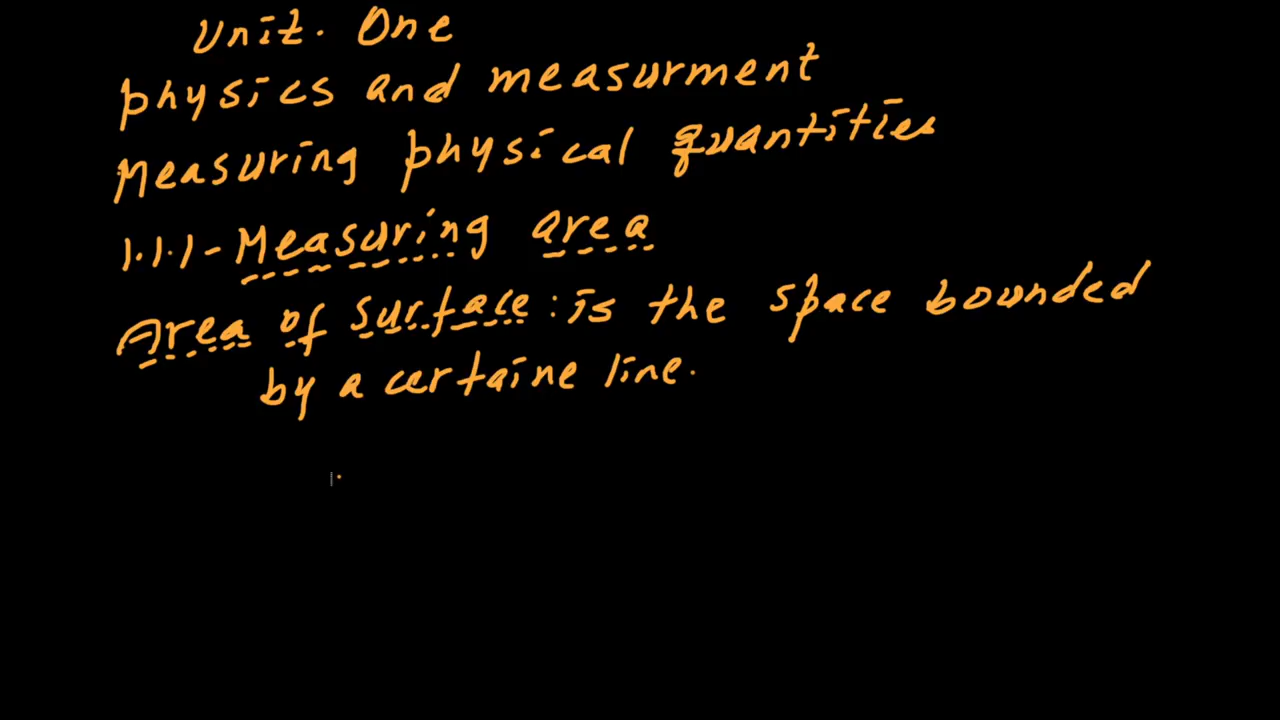 Unit. One
physics and measurment
Measuring physical quantities
1.1.1- Measuring area
Area of surface: is the space bounded
by a certaine line.